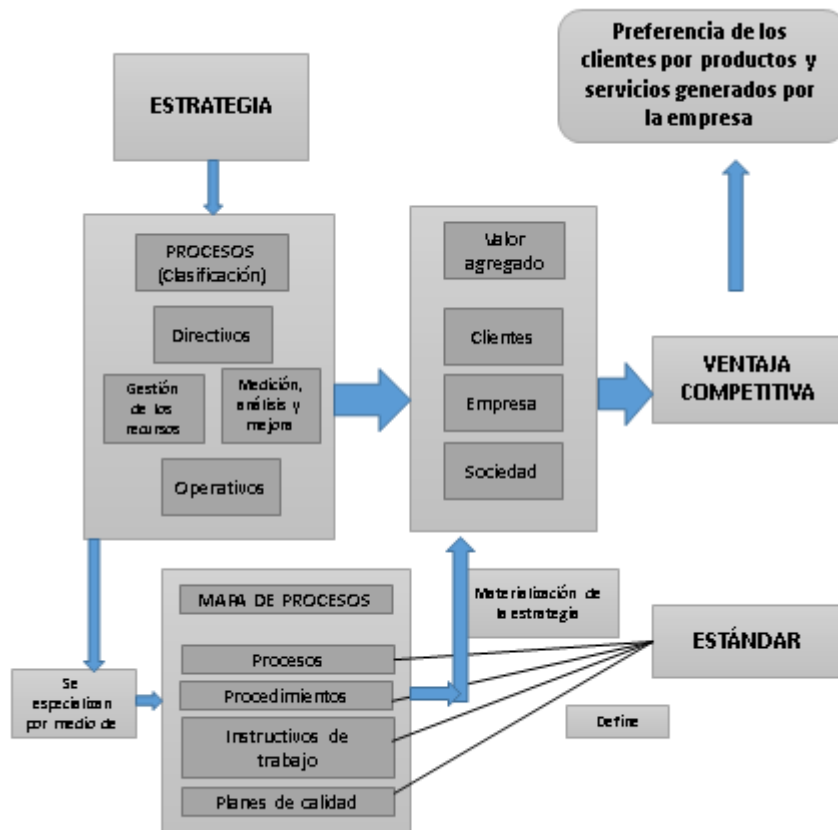 Preferencia de los
clientes por productos y
servicios generados por
la empresa
ESTRATEGIA
PROCESOS
(Clasificación)
Directivos
Gestión
de los
recursos
Medición,
análisis y
mejora
Operativos
Valor
agregado
Clientes
Empresa
Sociedad
VENTAJA
COMPETITIVA
MAPA DE PROCESOS
Procesos
Procedimientos
Instructivos de
trabajo
Planes de calidad
Se
especializan
por medio de
Materialización de
la estrategia
ESTÁNDAR
Define